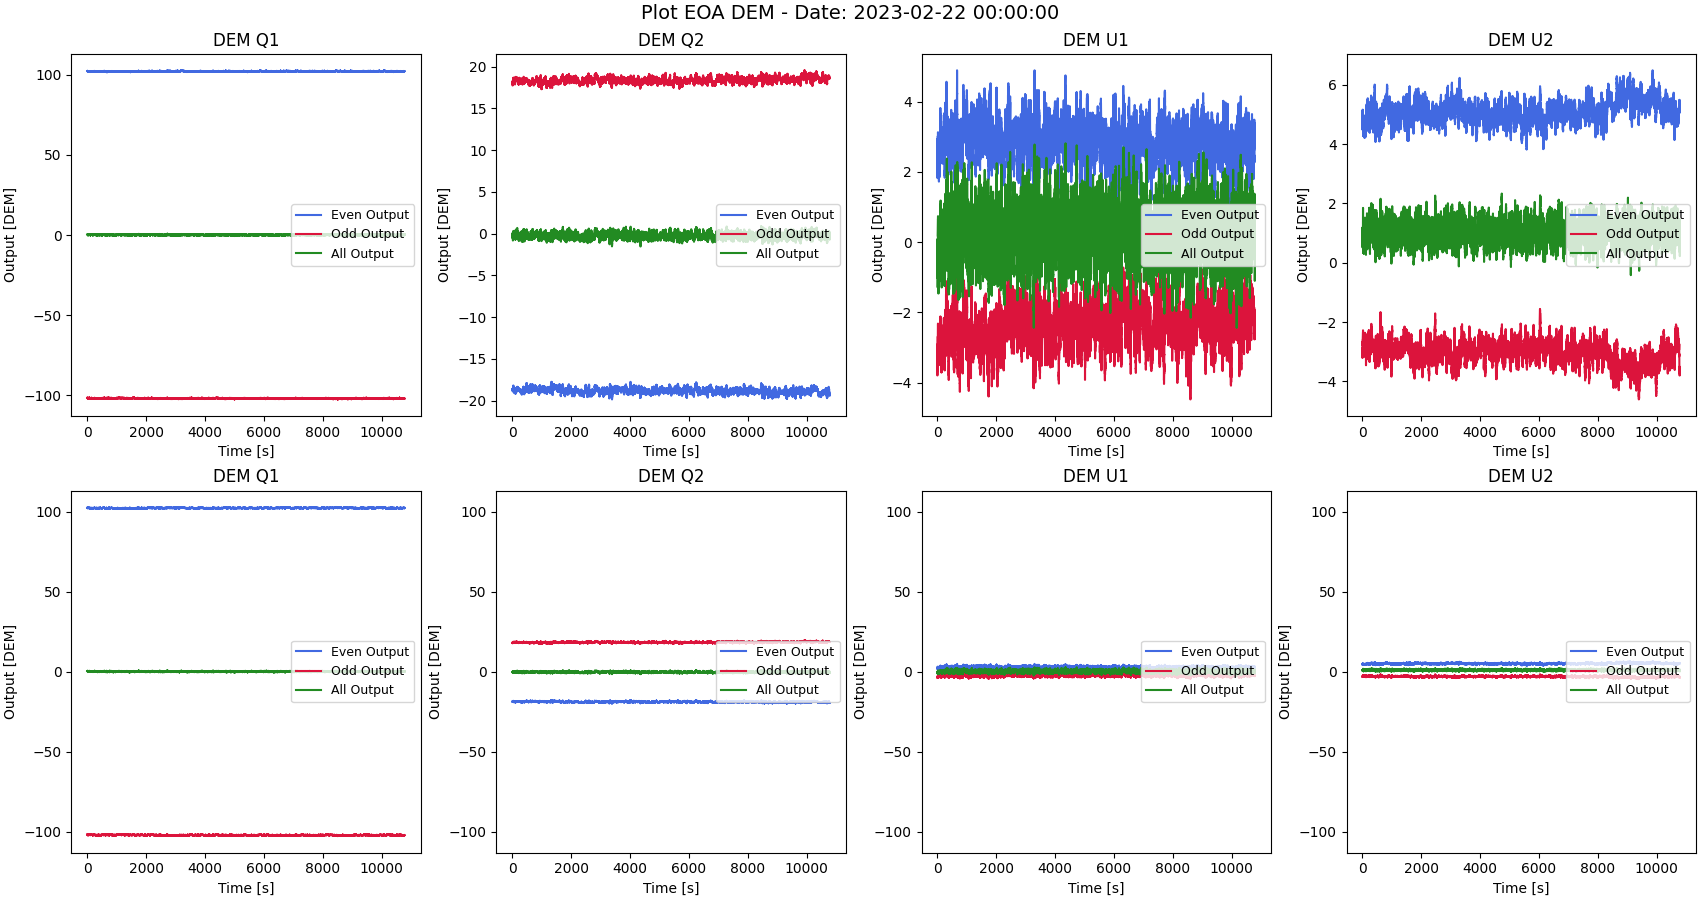 Plot EOA DEM - Date: 2023-02-22 00:00:00
DEM Q1
Output [DEM]
100
50
0
−50
−100
Even Output
Odd Output
All Output
0 2000 4000 6000 8000 10000
Time [s]
DEM Q2
Output [DEM]
20
15
10
5
0
−5
−10
−15
−20
Even Output
Odd Output
All Output
0 2000 4000 6000 8000 10000
Time [s]
DEM U1
Output [DEM]
4
2
0
−2
−4
Even Output
Odd Output
All Output
0 2000 4000 6000 8000 10000
Time [s]
DEM U2
Output [DEM]
6
4
2
0
−2
−4
Even Output
Odd Output
All Output
0 2000 4000 6000 8000 10000
Time [s]
DEM Q1
Output [DEM]
100
50
0
−50
−100
Even Output
Odd Output
All Output
0 2000 4000 6000 8000 10000
Time [s]
DEM Q2
Output [DEM]
100
50
0
−50
−100
Even Output
Odd Output
All Output
0 2000 4000 6000 8000 10000
Time [s]
DEM U1
Output [DEM]
100
50
0
−50
−100
Even Output
Odd Output
All Output
0 2000 4000 6000 8000 10000
Time [s]
DEM U2
Output [DEM]
100
50
0
−50
−100
Even Output
Odd Output
All Output
0 2000 4000 6000 8000 10000
Time [s]